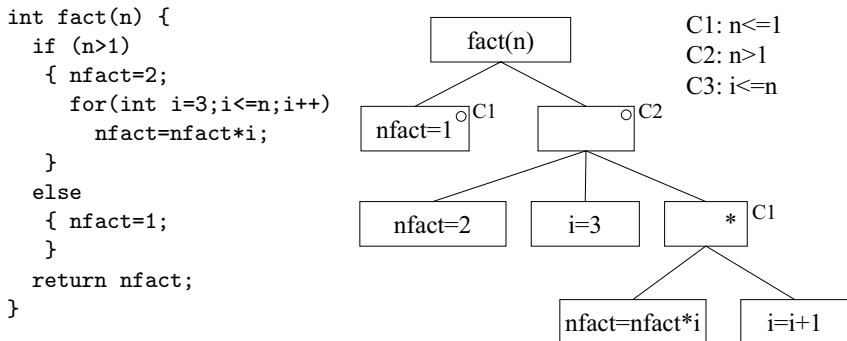 int fact(n) {
if (n>1)
{ nfact=2;
for(int i=3;i<=n;i++)
nfact=nfact*i;
}
else
{ nfact=1;
}
return nfact;
}
fact(n)
C1: n<=1
C2: n>1
C3: i<=n
nfact=1 C1
C2
nfact=2
i=3
* C1
nfact=nfact*i
i=i+1